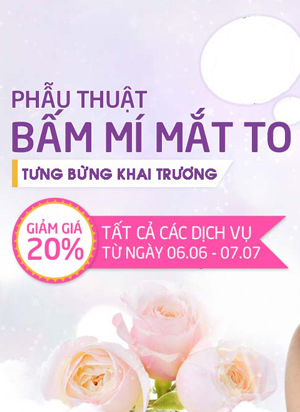 PHẪU THUẬT
BẤM MÍ MẮT TO
TƯNG BỪNG KHAI TRƯƠNG
GIẢM GIÁ
20%
TẤT CẢ CÁC DỊCH VỤ
TỪ NGÀY 06.06 - 07.07